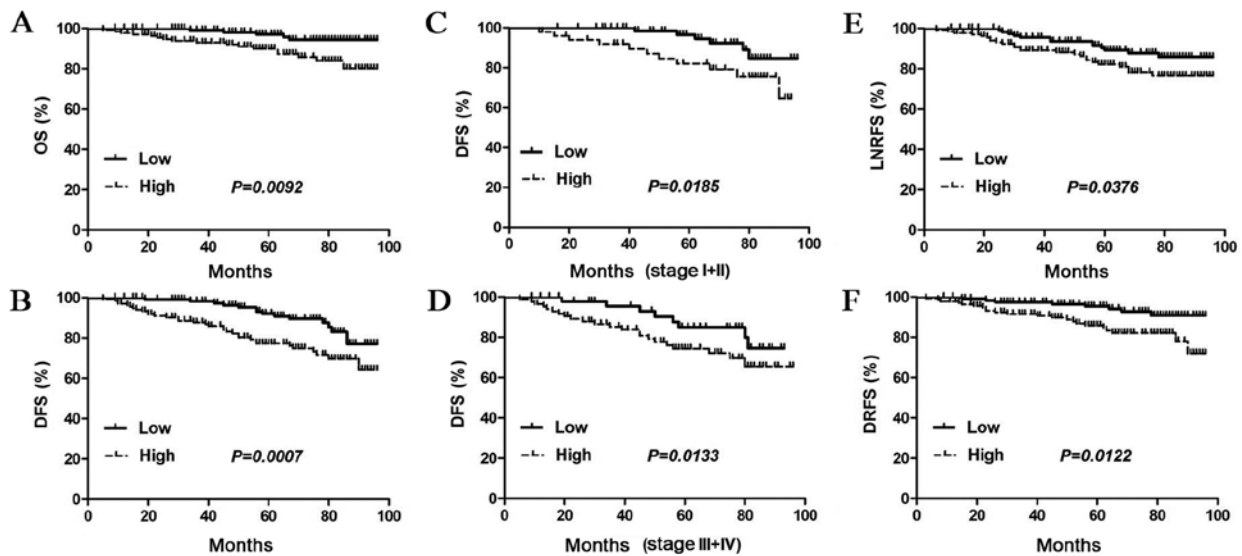 A
100
80
60
40
20
0
OS (%)
Low
High
P=0.0092
0 20 40 60 80 100
Months
C
100
80
60
40
20
0
DFS (%)
Low
High
P=0.0185
0 20 40 60 80 100
Months (stage I+II)
E
100
80
60
40
20
0
LNRFS (%)
Low
High
P=0.0376
0 20 40 60 80 100
Months
B
100
80
60
40
20
0
DFS (%)
Low
High
P=0.0007
0 20 40 60 80 100
Months
D
100
80
60
40
20
0
DFS (%)
Low
High
P=0.0133
0 20 40 60 80 100
Months (stage III+IV)
F
100
80
60
40
20
0
DRFS (%)
Low
High
P=0.0122
0 20 40 60 80 100
Months